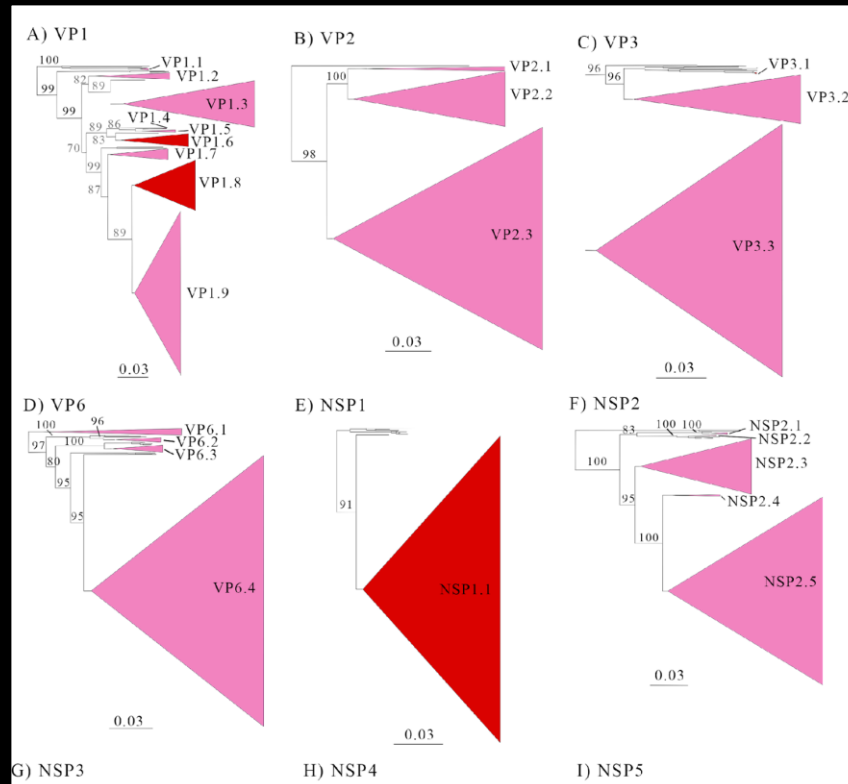 A) VP1
100
VP1.1
82
VP1.2
89
99
VP1.3
99
VP1.4
86
89
VP1.5
83
VP1.6
70
VP1.7
99
87
VP1.8
89
VP1.9
0.03
B) VP2
VP2.1
100
VP2.2
98
VP2.3
0.03
C) VP3
96
VP3.1
96
VP3.2
VP3.3
0.03
D) VP6
96
100
VP6.1
97
100
VP6.2
80
VP6.3
95
95
VP6.4
0.03
E) NSP1
91
NSP1.1
0.03
F) NSP2
100
100
NSP2.1
83
NSP2.2
100
NSP2.3
95
NSP2.4
100
NSP2.5
0.03
G) NSP3
H) NSP4
I) NSP5